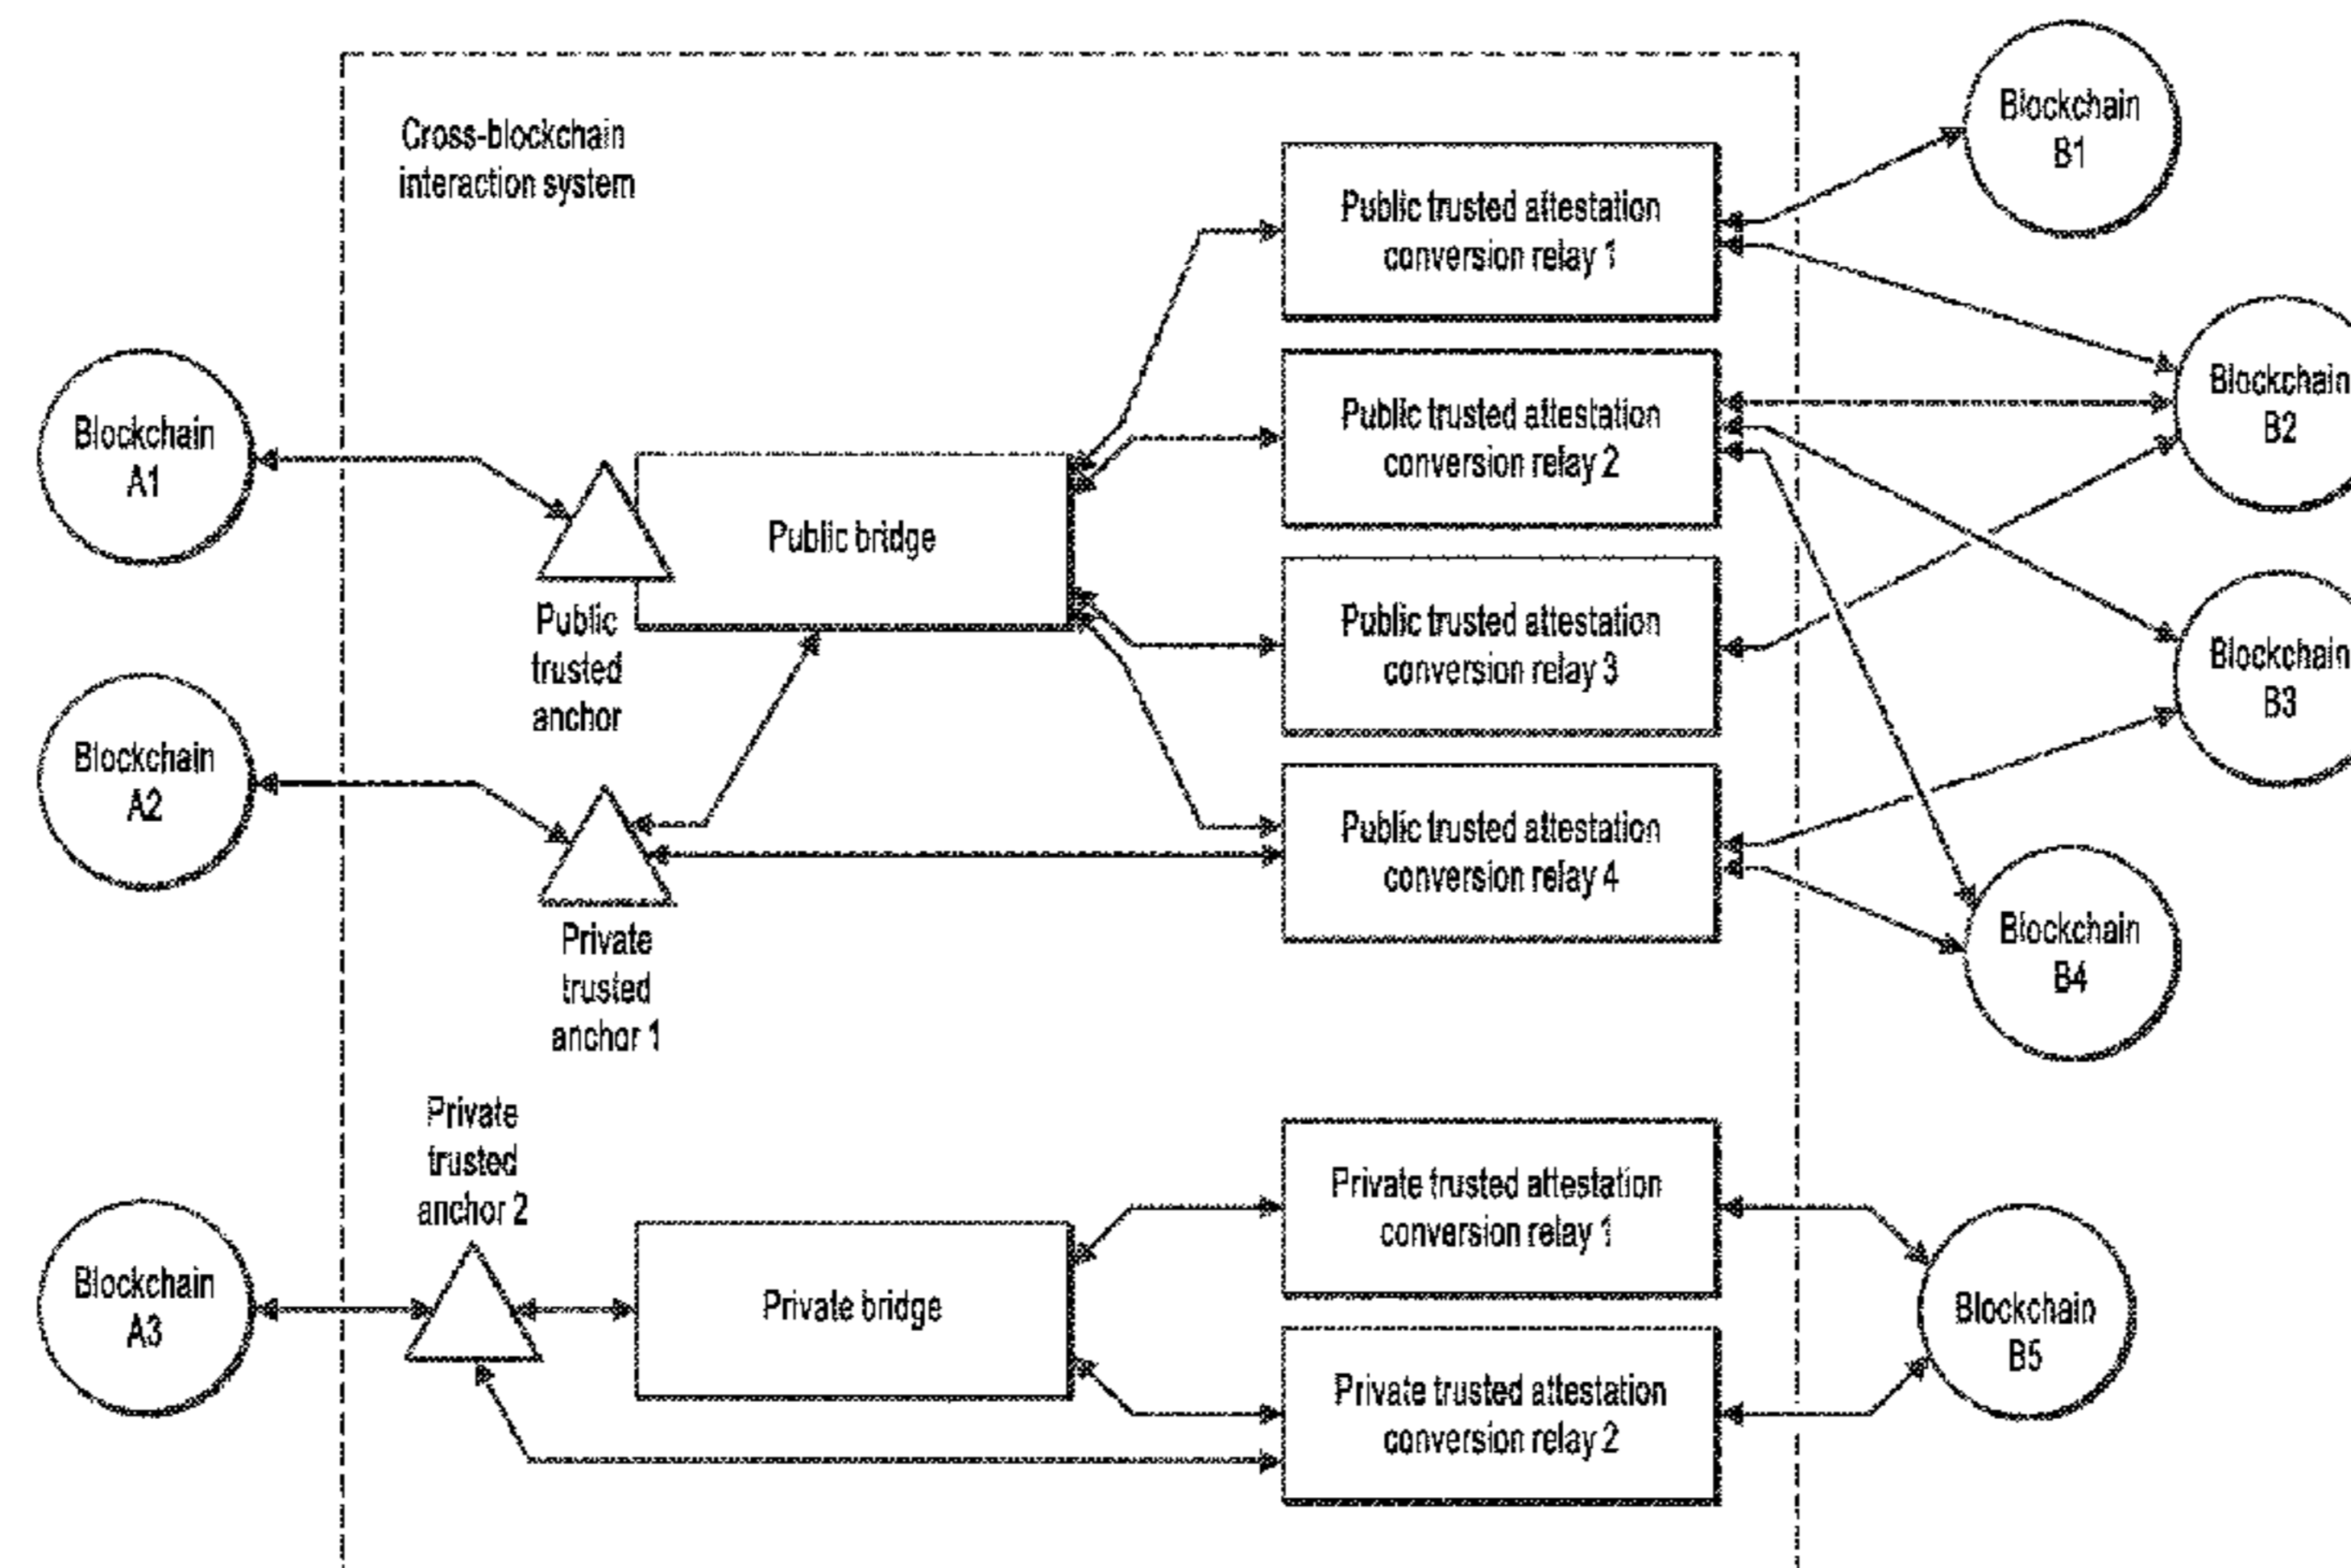 Cross-blockchain
interaction system
Blockchain
A1
Blockchain
A2
Blockchain
A3
Public
trusted
anchor
Public bridge
Private
trusted
anchor 1
Private
trusted
anchor 2
Private bridge
Public trusted attestation
conversion relay 1
Public trusted attestation
conversion relay 2
Public trusted attestation
conversion relay 3
Public trusted attestation
conversion relay 4
Private trusted attestation
conversion relay 1
Private trusted attestation
conversion relay 2
Blockchain
B1
Blockchain
B2
Blockchain
B3
Blockchain
B4
Blockchain
B5